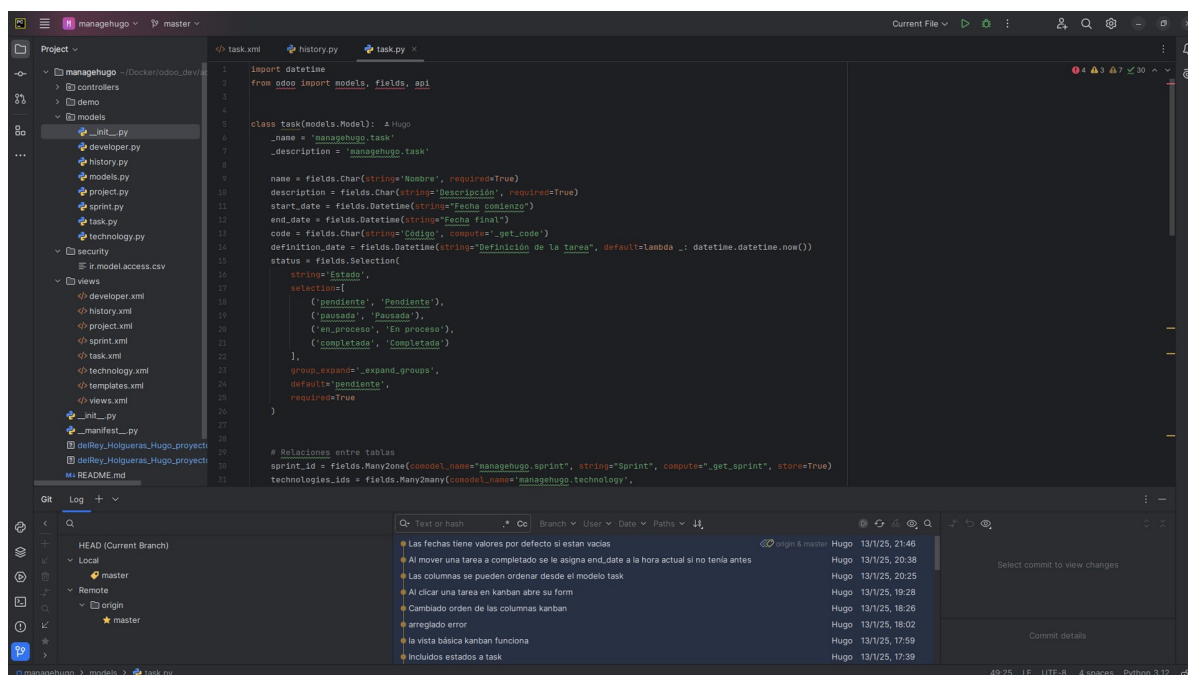 PC
M managehugo master
Current File
Project
</> task.xml
history.py
task.py ×
managehugo ~/Docker/odoo_dev/ac
controllers
demo
models
__init__.py
developer.py
history.py
models.py
project.py
sprint.py
task.py
technology.py
security
ir.model.access.csv
views
</> developer.xml
</> history.xml
</> project.xml
</> sprint.xml
</> task.xml
</> technology.xml
</> templates.xml
</> views.xml
__init__.py
__manifest__.py
delRey_Holgueras_Hugo_proyecto
delRey_Holgueras_Hugo_proyecto
M↓ README.md
4 3 7 30
1 import datetime
2 from odoo import models, fields, api
3
4
5 class task(models.Model): Hugo
6 _name = 'managehugo.task'
7 _description = 'managehugo.task'
8
9 name = fields.Char(string='Nombre', required=True)
10 description = fields.Char(string='Descripción', required=True)
11 start_date = fields.Datetime(string="Fecha comienzo")
12 end_date = fields.Datetime(string="Fecha final")
13 code = fields.Char(string='Código', compute='_get_code')
14 definition_date = fields.Datetime(string="Definición de la tarea", default=lambda _: datetime.datetime.now())
15 status = fields.Selection(
16 string='Estado',
17 selection=[
18 ('pendiente', 'Pendiente'),
19 ('pausada', 'Pausada'),
20 ('en_proceso', 'En proceso'),
21 ('completada', 'Completada')
22 ],
23 group_expand='_expand_groups',
24 default='pendiente',
25 required=True
26 )
27
28
29 # Relaciones entre tablas
30 sprint_id = fields.Many2one(comodel_name="managehugo.sprint", string="Sprint", compute="_get_sprint", store=True)
31 technologies_ids = fields.Many2many(comodel_name='managehugo.technology',
Git Log
HEAD (Current Branch)
Local
master
Remote
origin
master
Text or hash .* Cc Branch User Date Paths
Las fechas tiene valores por defecto si estan vacias origin & master Hugo 13/1/25, 21:46
Al mover una tarea a completado se le asigna end_date a la hora actual si no tenía antes Hugo 13/1/25, 20:38
Las columnas se pueden ordenar desde el modelo task Hugo 13/1/25, 20:25
Al clicar una tarea en kanban abre su form Hugo 13/1/25, 19:28
Cambiado orden de las columnas kanban Hugo 13/1/25, 18:26
arreglado error Hugo 13/1/25, 18:02
la vista básica kanban funciona Hugo 13/1/25, 17:59
Incluidos estados a task Hugo 13/1/25, 17:39
Select commit to view changes
Commit details
managehugo > models > task.py
49:25 LF UTF-8 4 spaces Python 3.12